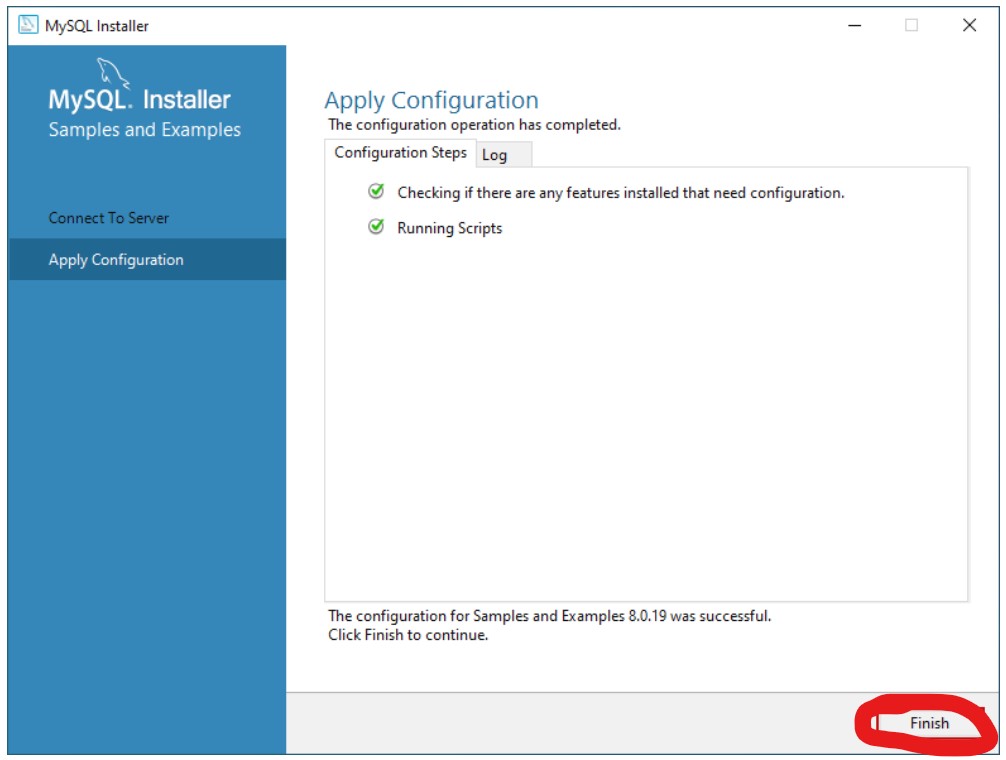 MySQL Installer
MySQL. Installer
Samples and Examples
Connect To Server
Apply Configuration
Apply Configuration
The configuration operation has completed.
Configuration Steps
Log
Checking if there are any features installed that need configuration.
Running Scripts
The configuration for Samples and Examples 8.0.19 was successful.
Click Finish to continue.
Finish